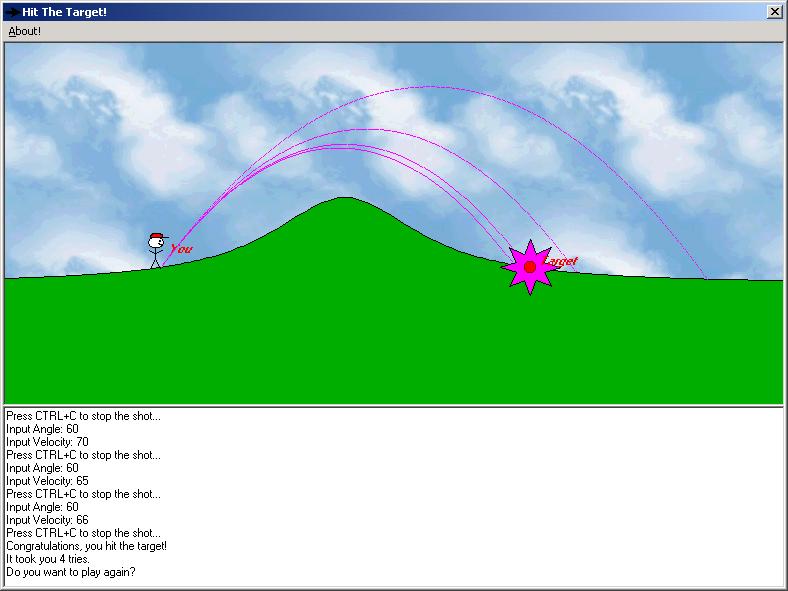 Hit The Target!
About!
You
Target
Press CTRL+C to stop the shot...
Input Angle: 60
Input Velocity: 70
Press CTRL+C to stop the shot...
Input Angle: 60
Input Velocity: 65
Press CTRL+C to stop the shot...
Input Angle: 60
Input Velocity: 66
Press CTRL+C to stop the shot...
Congratulations, you hit the target!
It took you 4 tries.
Do you want to play again?